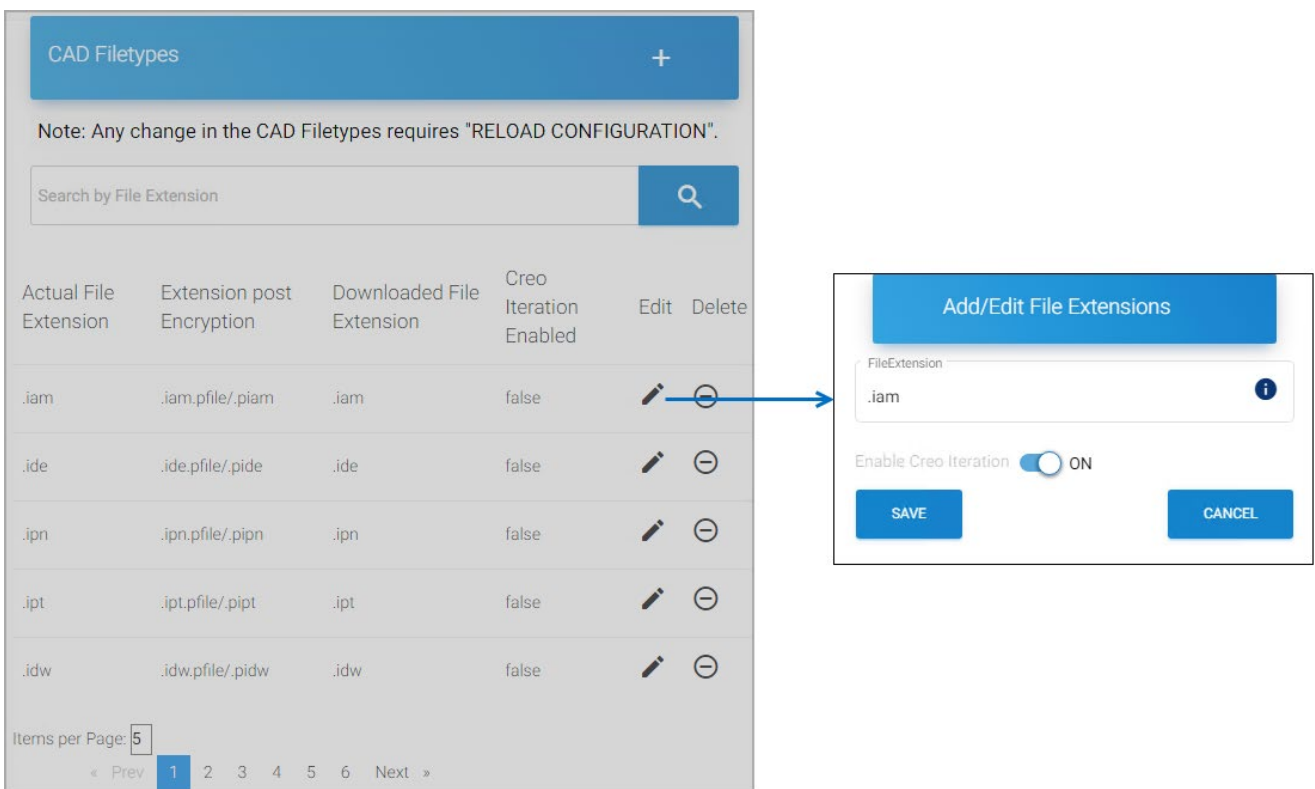 CAD Filetypes +
Note: Any change in the CAD Filetypes requires "RELOAD CONFIGURATION".
Search by File Extension
Actual File Extension
Extension post Encryption
Downloaded File Extension
Creo Iteration Enabled
Edit
Delete
.iam .iam.pfile/.piam .iam false
.ide .ide.pfile/.pide .ide false
.ipn .ipn.pfile/.pipn .ipn false
.ipt .ipt.pfile/.pipt .ipt false
.idw .idw.pfile/.pidw .idw false
Items per Page: 5
« Prev 1 2 3 4 5 6 Next »
Add/Edit File Extensions
FileExtension
.iam
Enable Creo Iteration ON
SAVE CANCEL